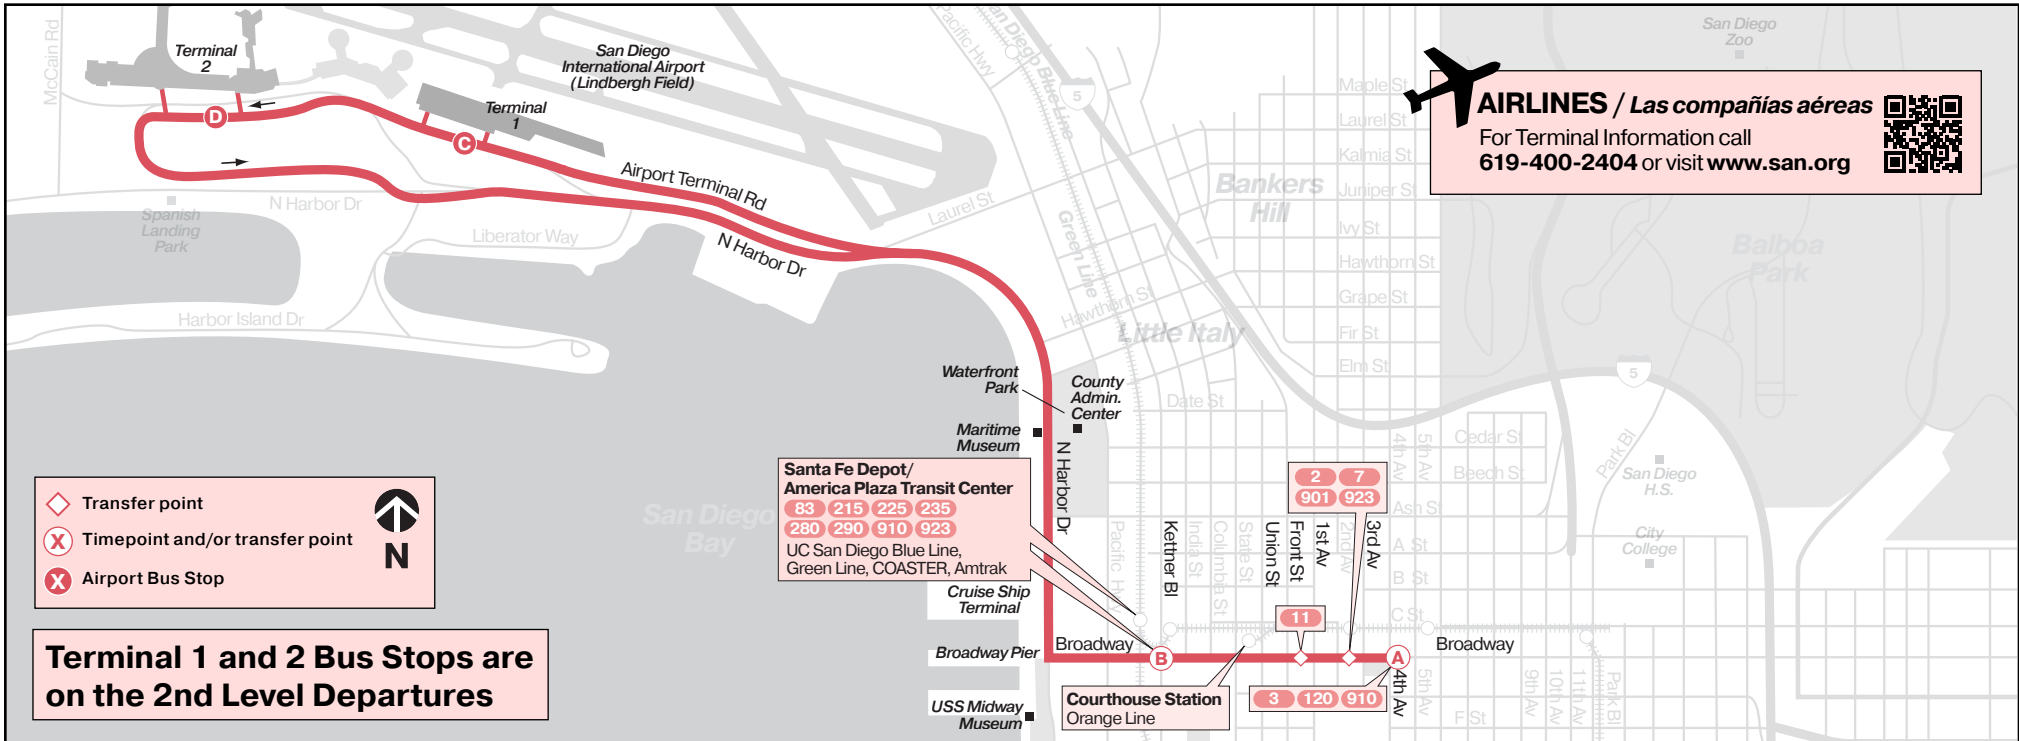 McCain Rd
Terminal
2
San Diego
International Airport
(Lindbergh Field)
Terminal
1
D
C
Airport Terminal Rd
N Harbor Dr
N Harbor Dr
Liberator Way
Spanish
Landing
Park
Harbor Island Dr
Laurel St
Pacific Hwy
San Diego Blue Line
Green Line
5
Hawthorn St
Little Italy
Bankers
Hill
Maple St
Laurel St
Kalmia St
Juniper St
Ivy St
Hawthorn St
Grape St
Fir St
Elm St
Date St
San Diego
Zoo
AIRLINES / Las compañías aéreas
For Terminal Information call
619-400-2404 or visit www.san.org
Balboa
Park
5
Park Bl
4th Av
5th Av
Cedar St
Beech St
Ash St
A St
B St
C St
San Diego
H.S.
City
College
Waterfront
Park
County
Admin.
Center
Maritime
Museum
N Harbor Dr
Santa Fe Depot/
America Plaza Transit Center
83 215 225 235
280 290 910 923
UC San Diego Blue Line,
Green Line, COASTER, Amtrak
San Diego
Bay
Cruise Ship
Terminal
Broadway Pier
USS Midway
Museum
Pacific Hwy
Kettner Bl
India St
Columbia St
State St
Union St
Front St
1st Av
2nd Av
3rd Av
2 7
901 923
11
Broadway
B
A
Broadway
Courthouse Station
Orange Line
3 120 910
4th Av
5th Av
F St
9th Av
10th Av
11th Av
Park Bl
Transfer point
X Timepoint and/or transfer point
X Airport Bus Stop
N
Terminal 1 and 2 Bus Stops are
on the 2nd Level Departures